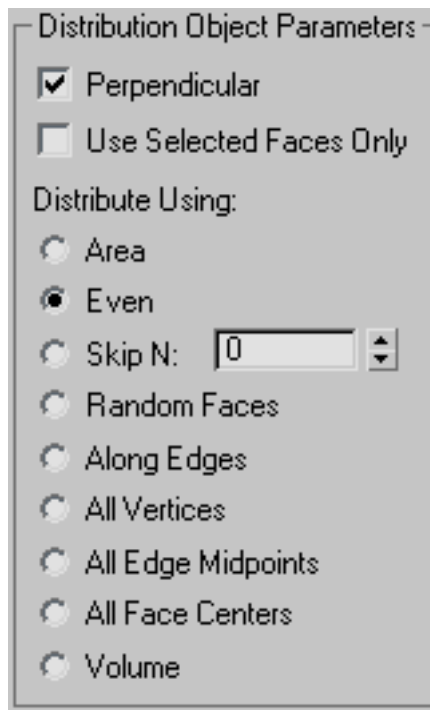 Distribution Object Parameters
Perpendicular
Use Selected Faces Only
Distribute Using:
Area
Even
Skip N: 0
Random Faces
Along Edges
All Vertices
All Edge Midpoints
All Face Centers
Volume